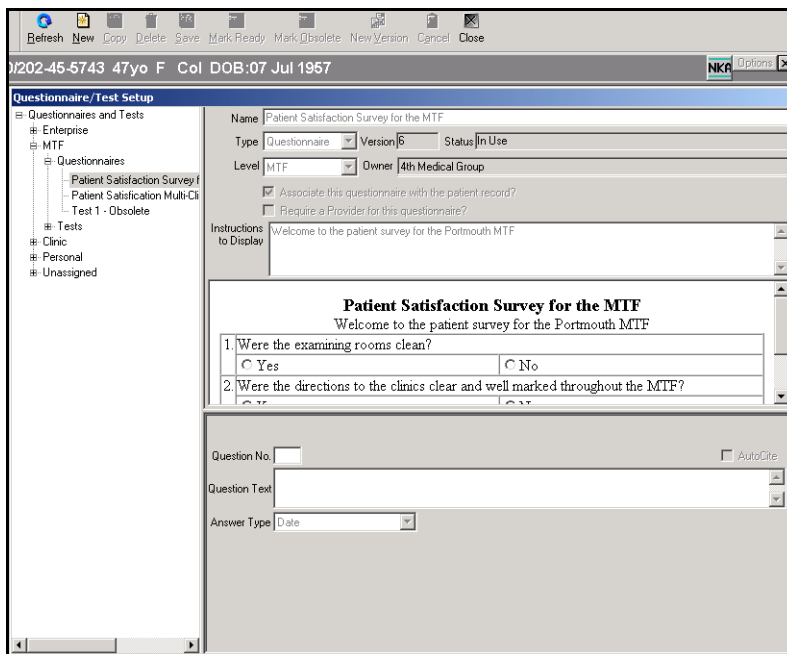 Refresh New Copy Delete Save Mark Ready Mark Obsolete New Version Cancel Close
/202-45-5743 47yo F Col DOB:07 Jul 1957 NKA Options
Questionnaire/Test Setup
Questionnaires and Tests
Enterprise
MTF
Questionnaires
Patient Satisfaction Survey f
Patient Satisfication Multi-Cli
Test 1 - Obsolete
Tests
Clinic
Personal
Unassigned
Name Patient Satisfaction Survey for the MTF
Type Questionnaire Version 6 Status In Use
Level MTF Owner 4th Medical Group
Associate this questionnaire with the patient record?
Require a Provider for this questionnaire?
Instructions to Display Welcome to the patient survey for the Portmouth MTF
Patient Satisfaction Survey for the MTF
Welcome to the patient survey for the Portmouth MTF
1. Were the examining rooms clean?
Yes No
2. Were the directions to the clinics clear and well marked throughout the MTF?
Question No. AutoCite
Question Text
Answer Type Date